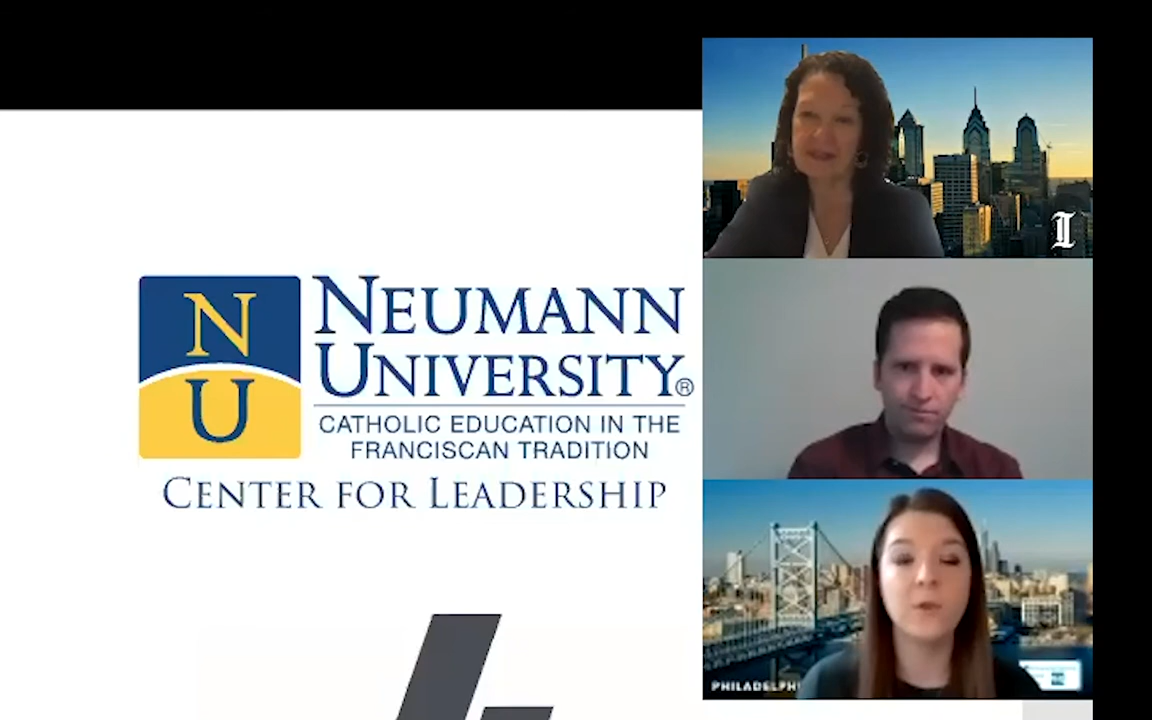 N
U
NEUMANN
UNIVERSITY®
CATHOLIC EDUCATION IN THE
FRANCISCAN TRADITION
CENTER FOR LEADERSHIP
I